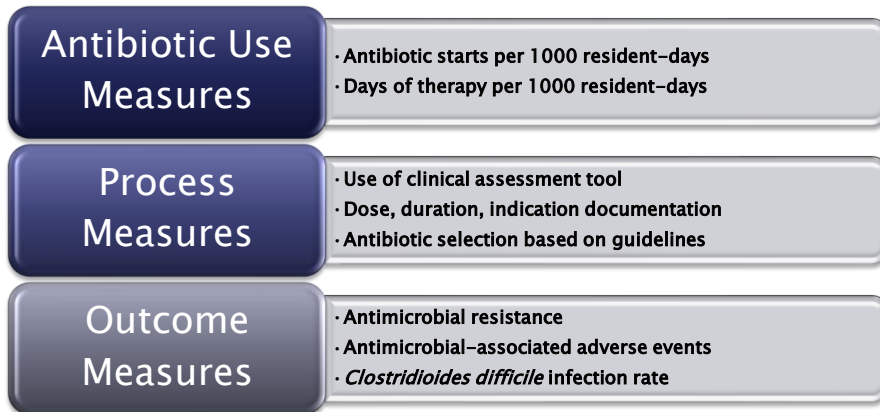 Antibiotic Use
Measures
· Antibiotic starts per 1000 resident-days
· Days of therapy per 1000 resident-days
Process
Measures
· Use of clinical assessment tool
· Dose, duration, indication documentation
· Antibiotic selection based on guidelines
Outcome
Measures
· Antimicrobial resistance
· Antimicrobial-associated adverse events
· Clostridioides difficile infection rate